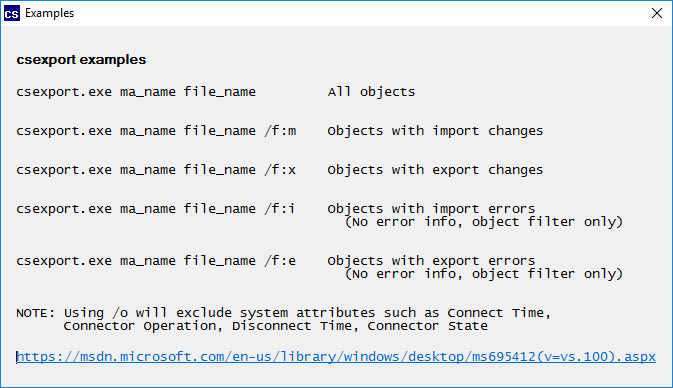 cs Examples
csexport examples
csexport.exe ma_name file_name All objects
csexport.exe ma_name file_name /f:m Objects with import changes
csexport.exe ma_name file_name /f:x Objects with export changes
csexport.exe ma_name file_name /f:i Objects with import errors
(No error info, object filter only)
csexport.exe ma_name file_name /f:e Objects with export errors
(No error info, object filter only)
NOTE: Using /o will exclude system attributes such as Connect Time,
Connector Operation, Disconnect Time, Connector State
https://msdn.microsoft.com/en-us/library/windows/desktop/ms695412(v=vs.100).aspx